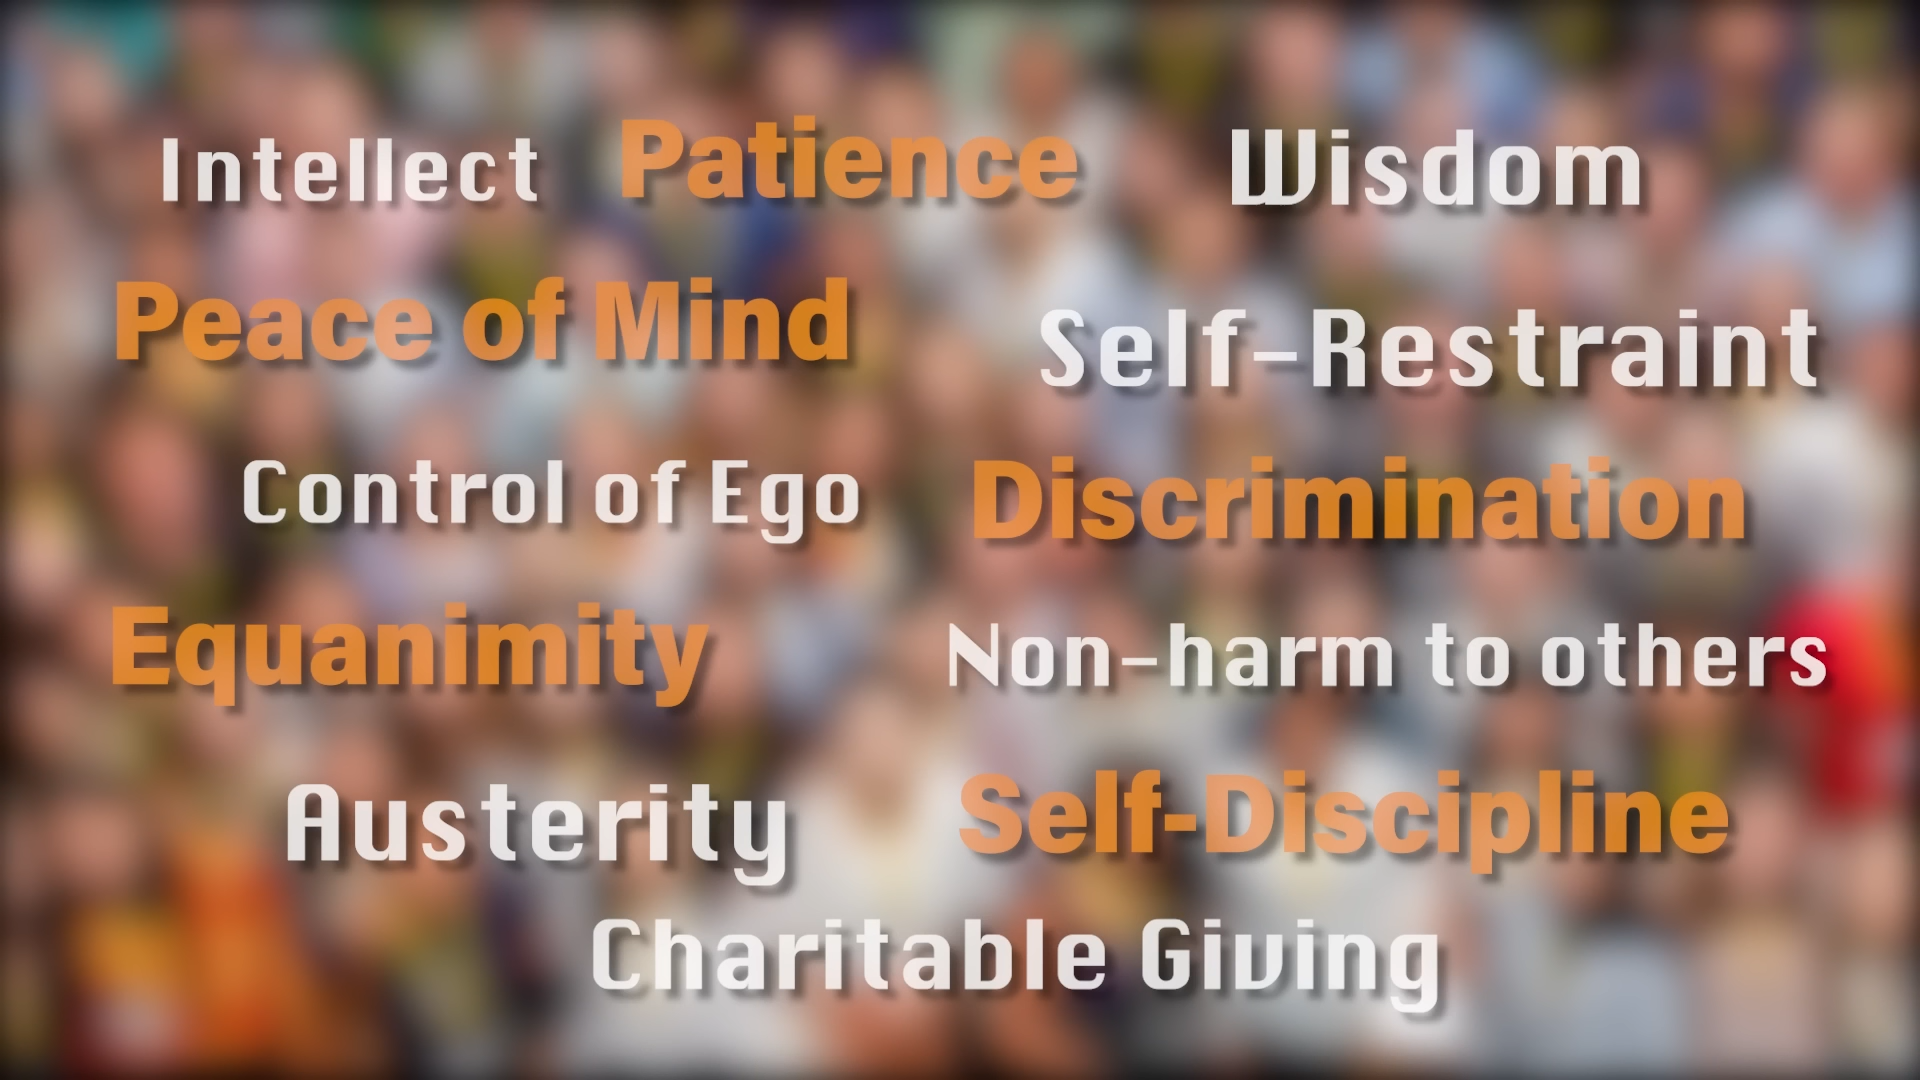 Intellect Patience Wisdom
Peace of Mind
Self-Restraint
Control of Ego
Discrimination
Equanimity
Non-harm to others
Austerity
Self-Discipline
Charitable Giving